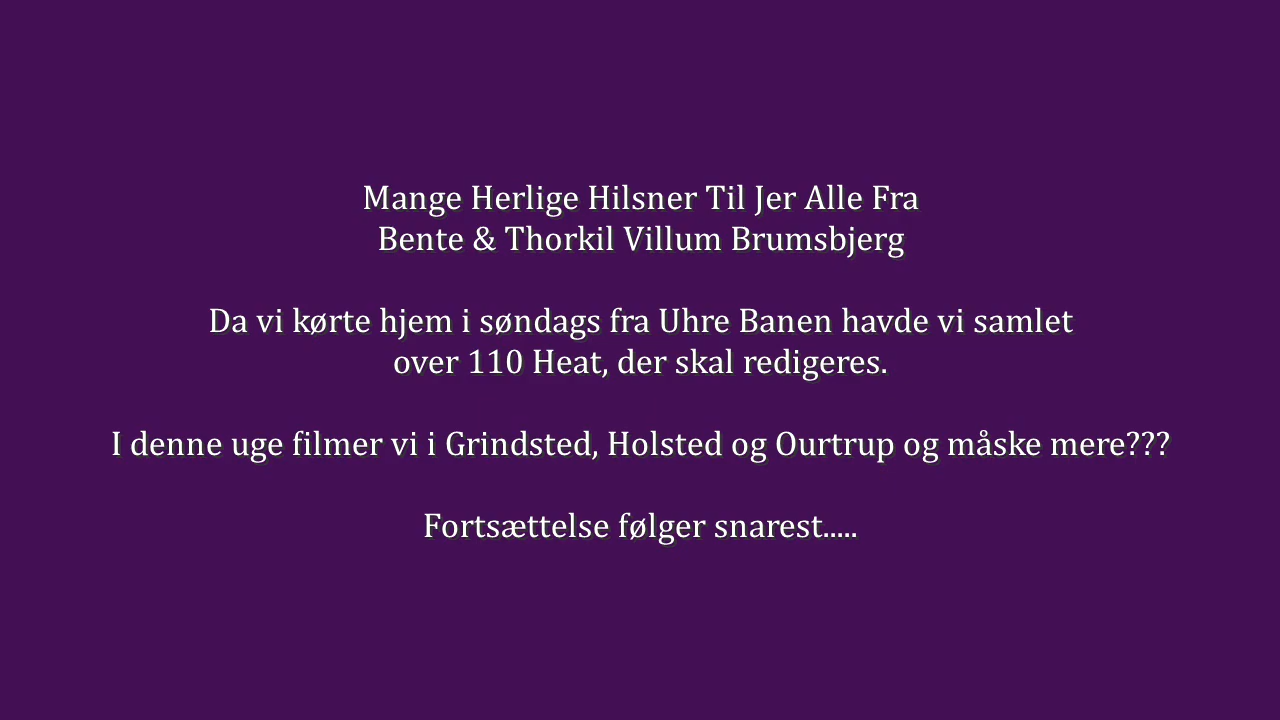 Mange Herlige Hilsner Til Jer Alle Fra
Bente & Thorkil Villum Brumsbjerg
Da vi kørte hjem i søndags fra Uhre Banen havde vi samlet
over 110 Heat, der skal redigeres.
I denne uge filmer vi i Grindsted, Holsted og Ourtrup og måske mere???
Fortsættelse følger snarest.....